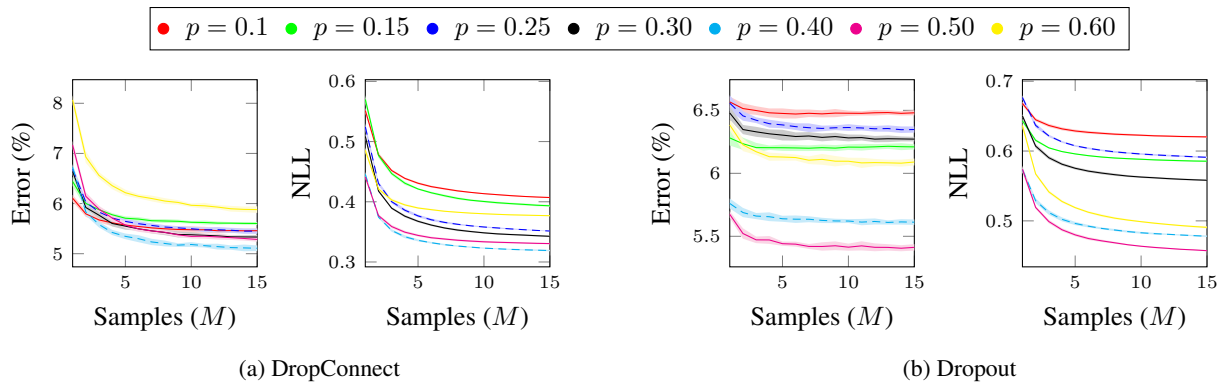 p = 0.1 p = 0.15 p = 0.25 p = 0.30 p = 0.40 p = 0.50 p = 0.60
Error (%)
8
7
6
5
5 10 15
Samples (M)
NLL
0.6
0.5
0.4
0.3
5 10 15
Samples (M)
(a) DropConnect
Error (%)
6.5
6
5.5
5 10 15
Samples (M)
NLL
0.7
0.6
0.5
5 10 15
Samples (M)
(b) Dropout